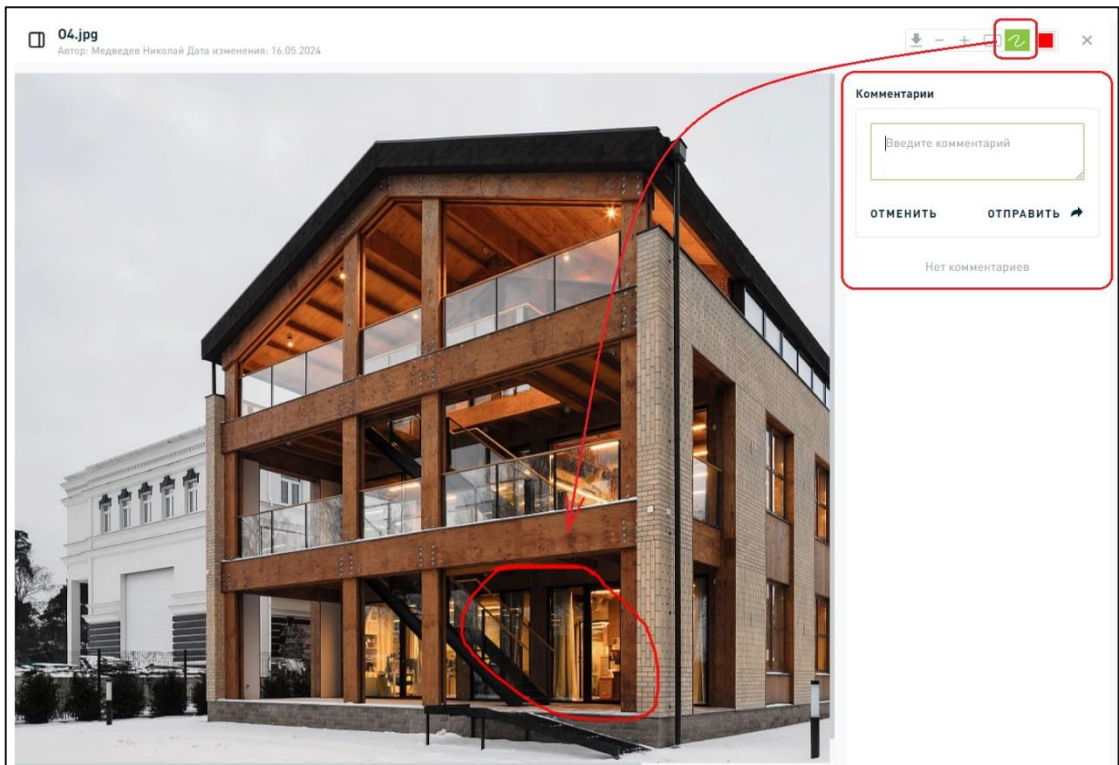 04.jpg
Автор: Медведев Николай Дата изменения: 16.05.2024
Комментарии
Введите комментарий
ОТМЕНИТЬ ОТПРАВИТЬ
Нет комментариев